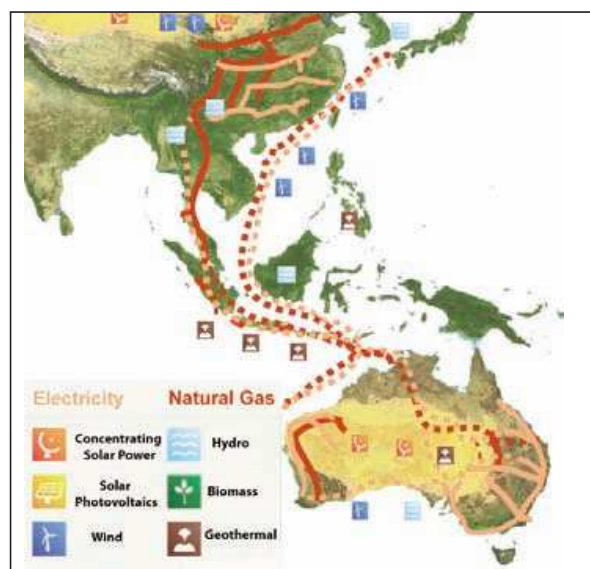 Electricity Natural Gas
Concentrating Solar Power
Hydro
Solar Photovoltaics
Biomass
Wind
Geothermal